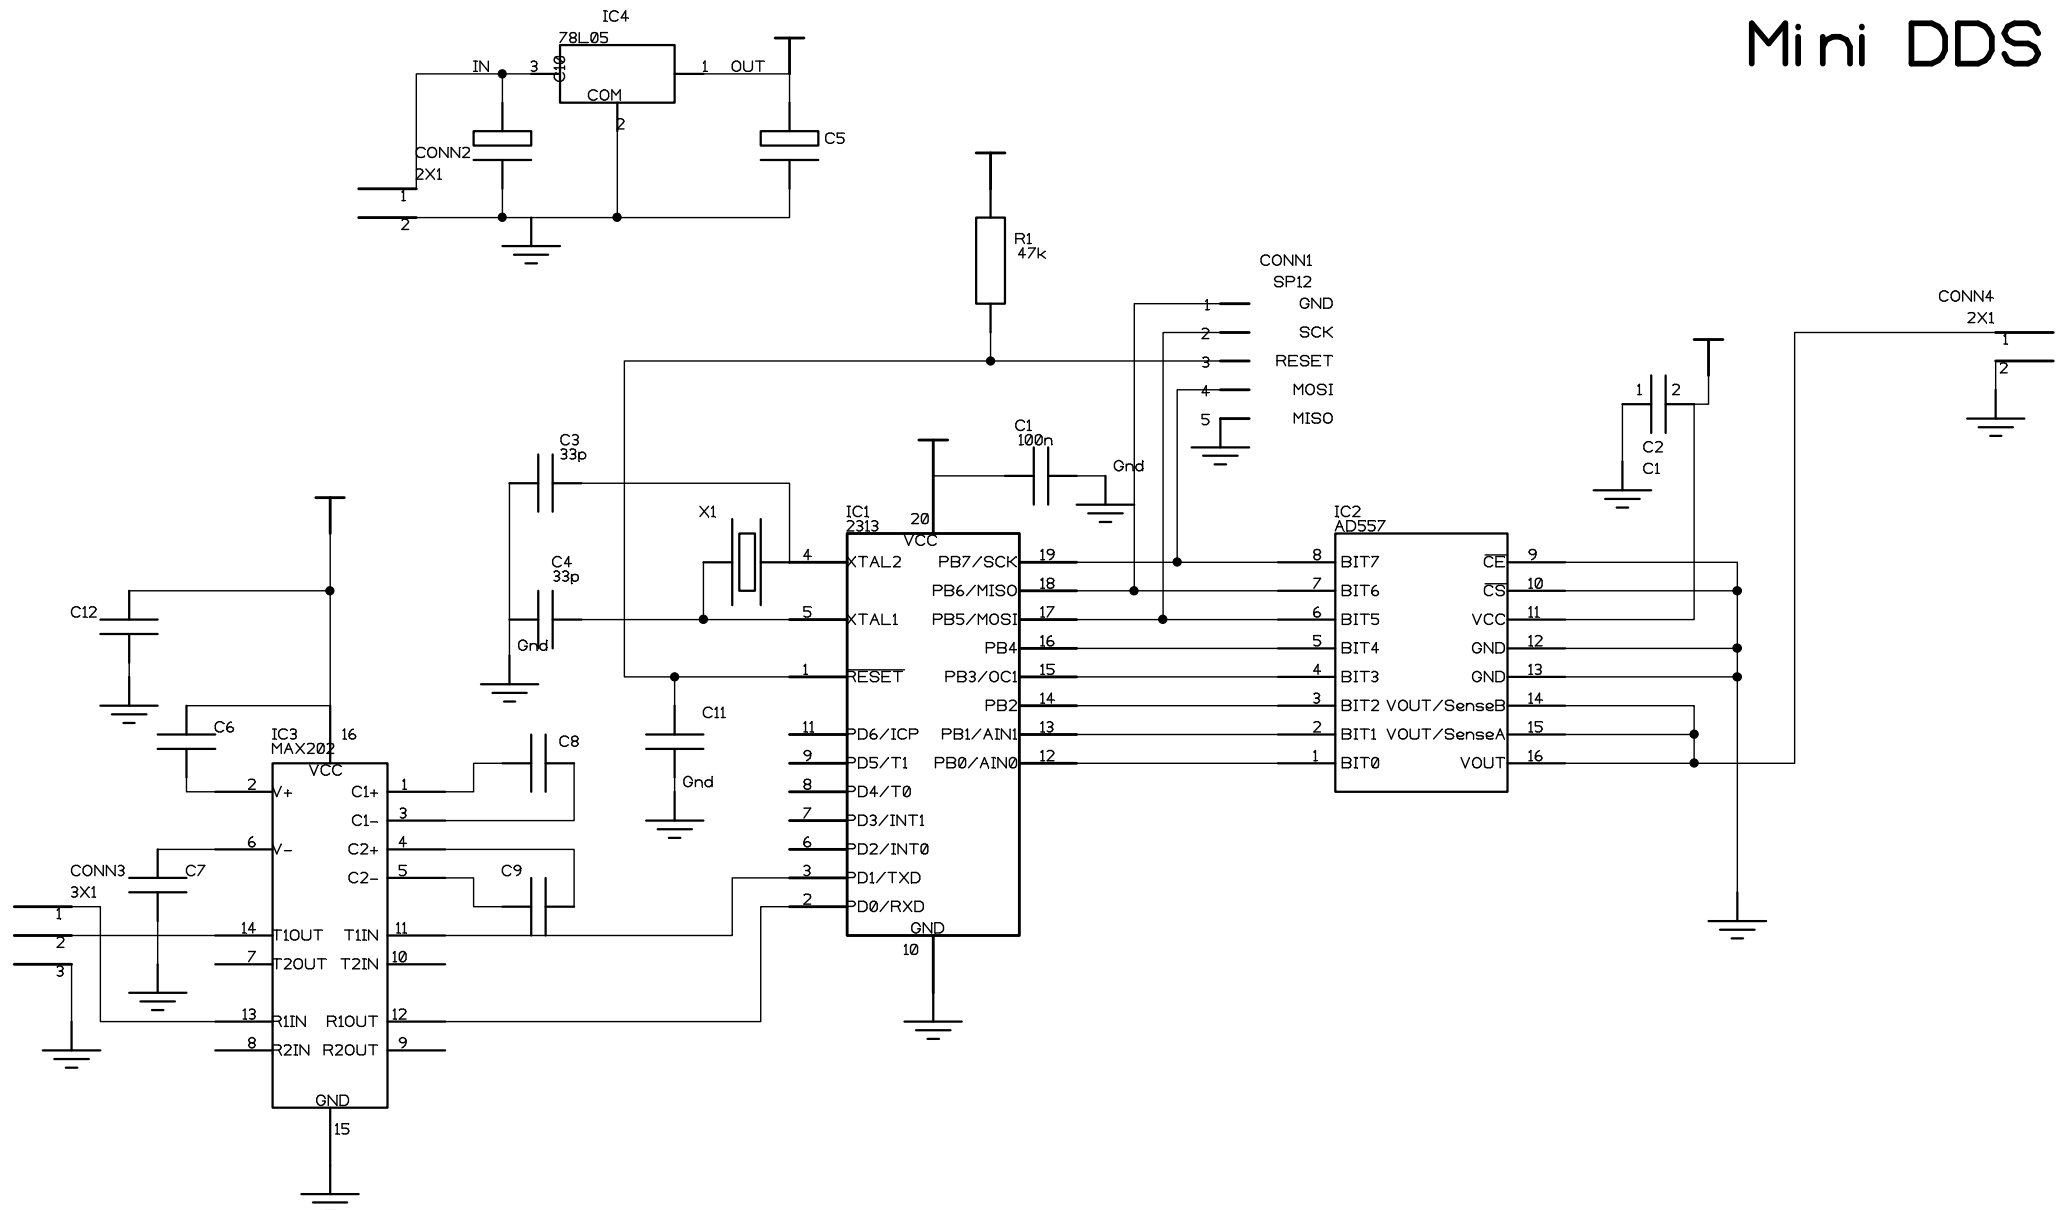 Mini DDS
IC4
78L05
IN 3 C10 1 OUT
COM
2
C5
CONN2
2X1
1
2
R1
47k
CONN1
SP12
1 GND
2 SCK
3 RESET
4 MOSI
5 MISO
CONN4
2X1
1
2
1 2
C2
C1
C1
100n
Gnd
C3
33p
X1
C4
33p
Gnd
IC1
2313
20
VCC
4 XTAL2 PB7/SCK 19
PB6/MISO 18
5 XTAL1 PB5/MOSI 17
PB4 16
1 RESET PB3/OC1 15
PB2 14
11 PD6/ICP PB1/AIN1 13
9 PD5/T1 PB0/AIN0 12
8 PD4/T0
7 PD3/INT1
6 PD2/INT0
3 PD1/TXD
2 PD0/RXD
GND
10
C11
Gnd
IC2
AD557
8 BIT7 CE 9
7 BIT6 CS 10
6 BIT5 VCC 11
5 BIT4 GND 12
4 BIT3 GND 13
3 BIT2 VOUT/SenseB 14
2 BIT1 VOUT/SenseA 15
1 BIT0 VOUT 16
C12
C6
IC3
MAX202
16
VCC
2 V+ C1+ 1
C1- 3
6 V- C2+ 4
C2- 5
14 T1OUT T1IN 11
7 T2OUT T2IN 10
13 R1IN R1OUT 12
8 R2IN R2OUT 9
GND
15
C8
C9
C7
CONN3
3X1
1
2
3